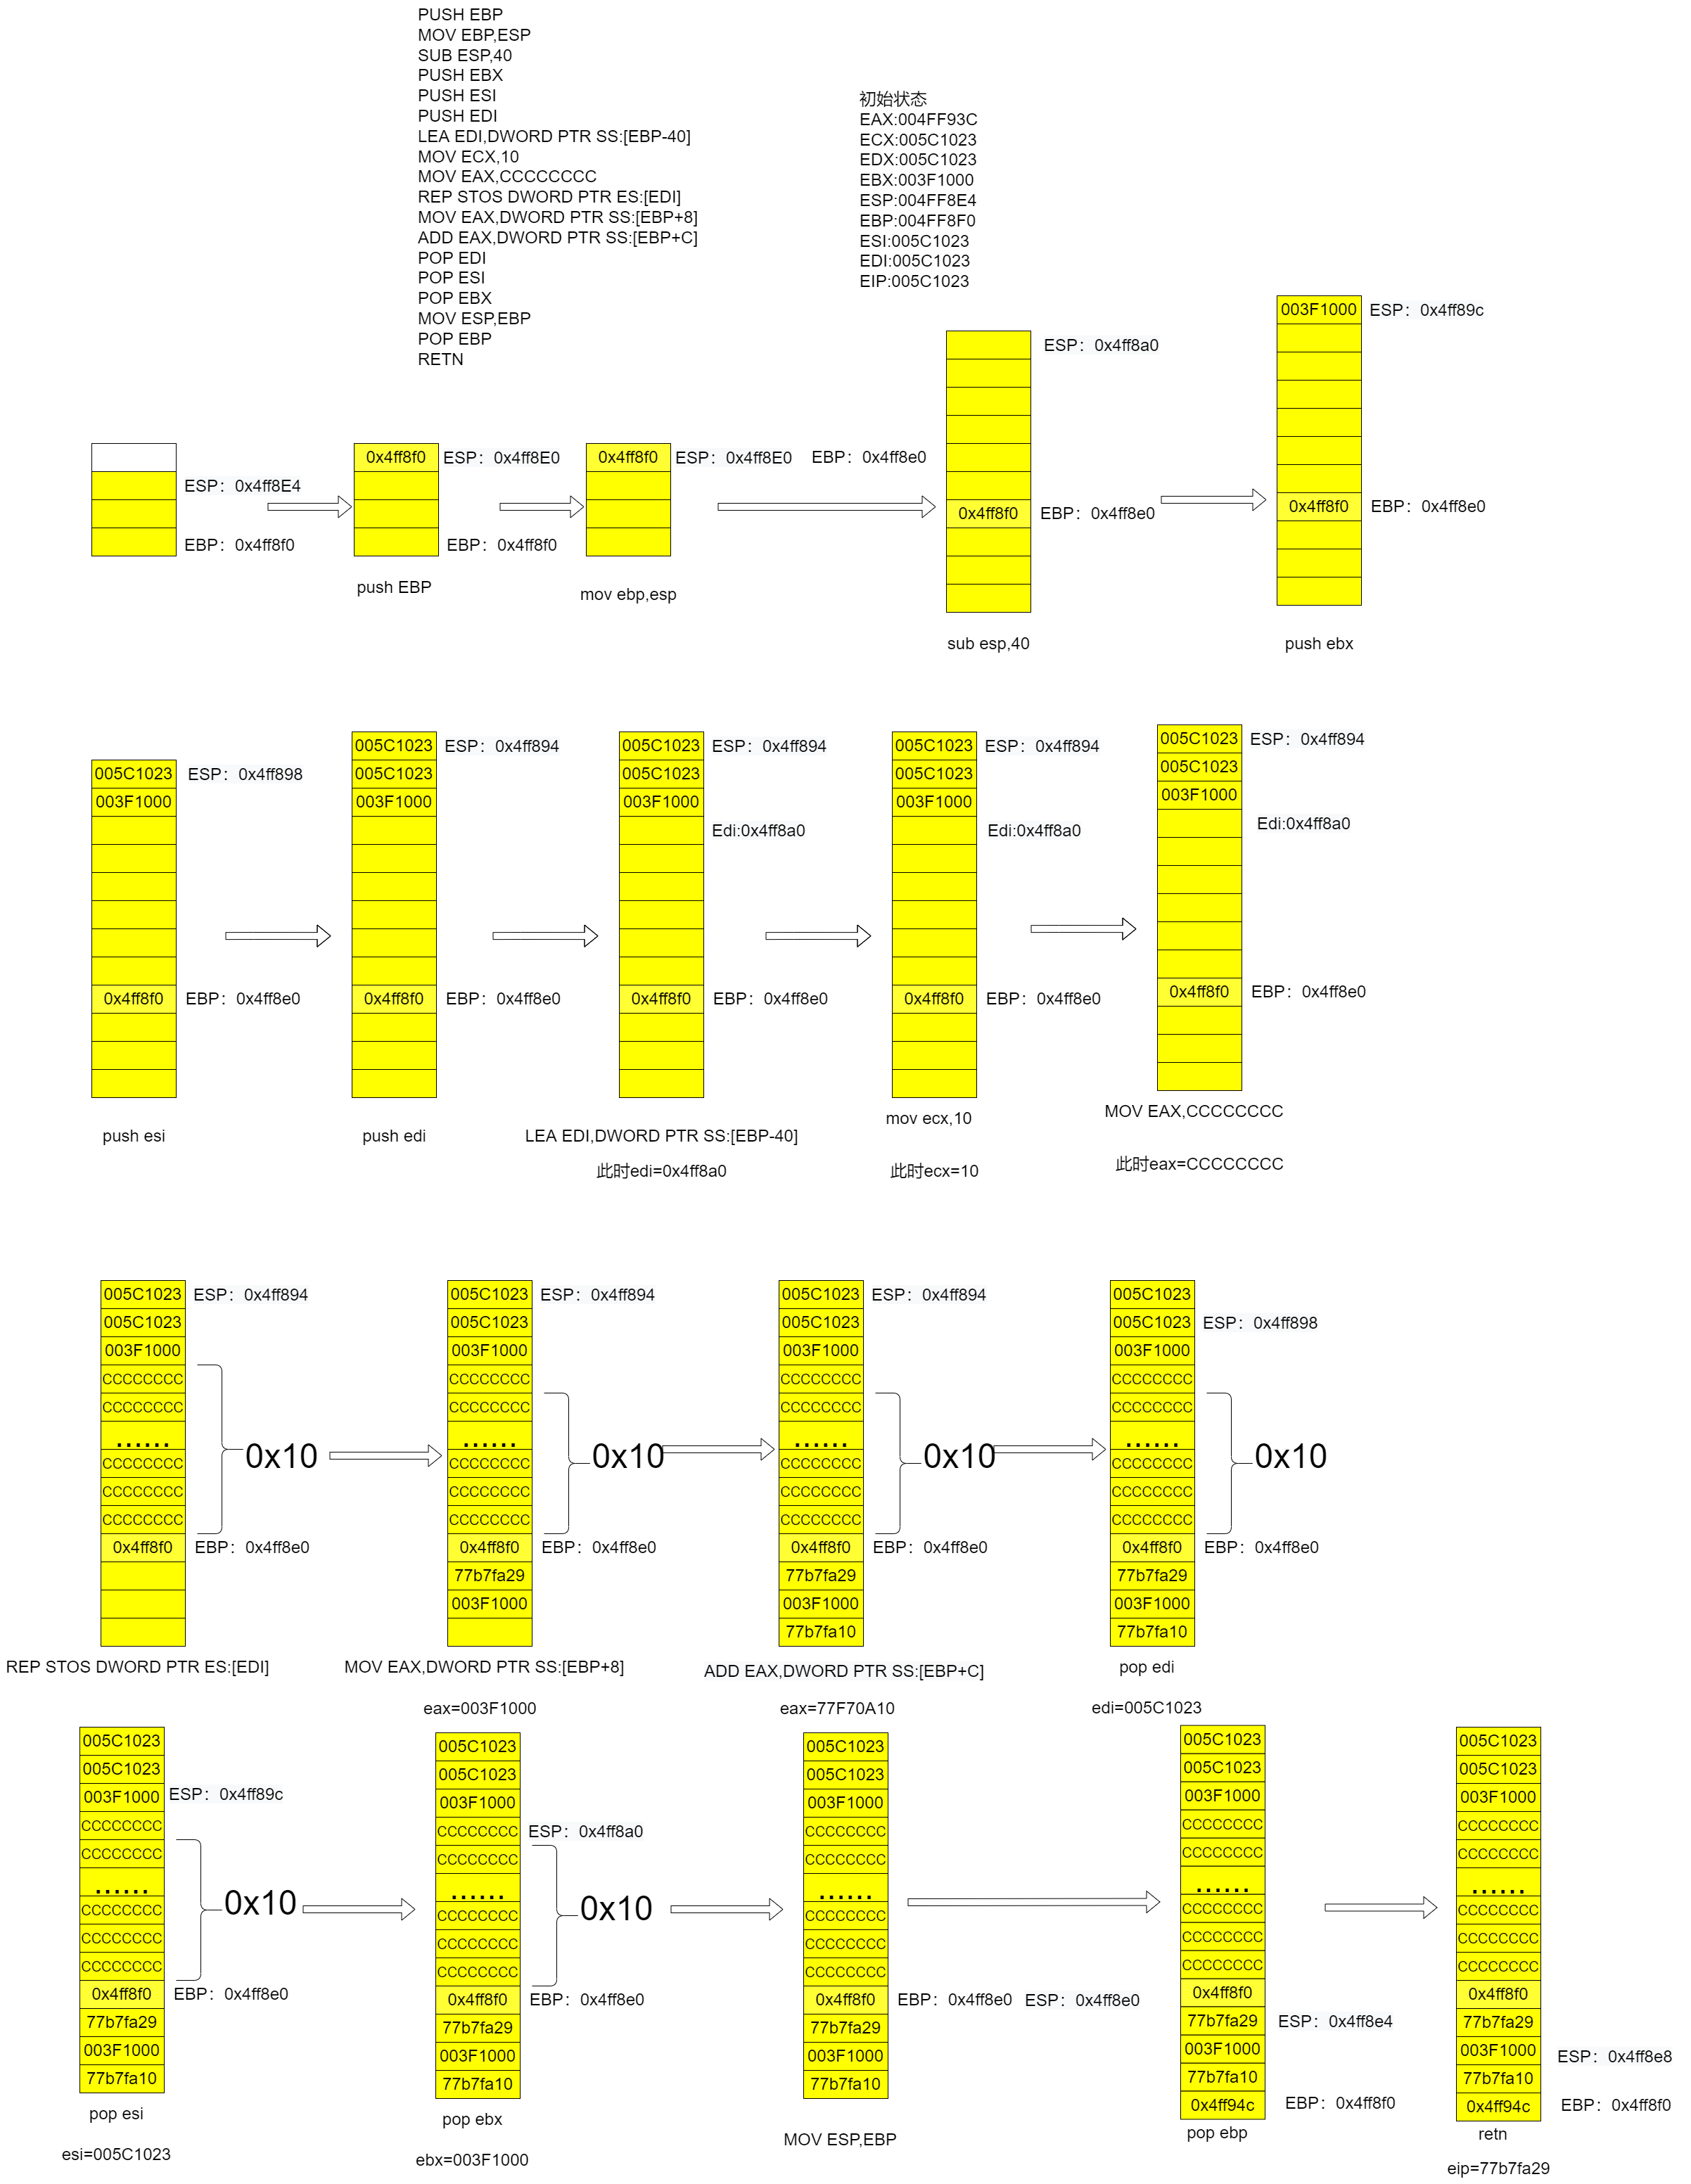 PUSH EBP
MOV EBP,ESP
SUB ESP,40
PUSH EBX
PUSH ESI
PUSH EDI
LEA EDI,DWORD PTR SS:[EBP-40]
MOV ECX,10
MOV EAX,CCCCCCCC
REP STOS DWORD PTR ES:[EDI]
MOV EAX,DWORD PTR SS:[EBP+8]
ADD EAX,DWORD PTR SS:[EBP+C]
POP EDI
POP ESI
POP EBX
MOV ESP,EBP
POP EBP
RETN
初始状态
EAX:004FF93C
ECX:005C1023
EDX:005C1023
EBX:003F1000
ESP:004FF8E4
EBP:004FF8F0
ESI:005C1023
EDI:005C1023
EIP:005C1023
ESP：0x4ff8E4
EBP：0x4ff8f0
0x4ff8f0
ESP：0x4ff8E0
EBP：0x4ff8f0
push EBP
0x4ff8f0
ESP：0x4ff8E0
EBP：0x4ff8e0
mov ebp,esp
ESP：0x4ff8a0
0x4ff8f0
EBP：0x4ff8e0
sub esp,40
003F1000
ESP：0x4ff89c
0x4ff8f0
EBP：0x4ff8e0
push ebx
005C1023
ESP：0x4ff898
003F1000
0x4ff8f0
EBP：0x4ff8e0
push esi
005C1023
ESP：0x4ff894
005C1023
003F1000
0x4ff8f0
EBP：0x4ff8e0
push edi
005C1023
ESP：0x4ff894
005C1023
003F1000
Edi:0x4ff8a0
0x4ff8f0
EBP：0x4ff8e0
LEA EDI,DWORD PTR SS:[EBP-40]
此时edi=0x4ff8a0
005C1023
ESP：0x4ff894
005C1023
003F1000
Edi:0x4ff8a0
0x4ff8f0
EBP：0x4ff8e0
mov ecx,10
此时ecx=10
005C1023
ESP：0x4ff894
005C1023
003F1000
Edi:0x4ff8a0
0x4ff8f0
EBP：0x4ff8e0
MOV EAX,CCCCCCCC
此时eax=CCCCCCCC
005C1023
ESP：0x4ff894
005C1023
003F1000
CCCCCCCC
CCCCCCCC
......
0x10
CCCCCCCC
CCCCCCCC
CCCCCCCC
0x4ff8f0
EBP：0x4ff8e0
REP STOS DWORD PTR ES:[EDI]
005C1023
ESP：0x4ff894
005C1023
003F1000
CCCCCCCC
CCCCCCCC
......
0x10
CCCCCCCC
CCCCCCCC
CCCCCCCC
0x4ff8f0
EBP：0x4ff8e0
77b7fa29
003F1000
MOV EAX,DWORD PTR SS:[EBP+8]
eax=003F1000
005C1023
ESP：0x4ff894
005C1023
003F1000
CCCCCCCC
CCCCCCCC
......
0x10
CCCCCCCC
CCCCCCCC
CCCCCCCC
0x4ff8f0
EBP：0x4ff8e0
77b7fa29
003F1000
77b7fa10
ADD EAX,DWORD PTR SS:[EBP+C]
eax=77F70A10
005C1023
005C1023
ESP：0x4ff898
003F1000
CCCCCCCC
CCCCCCCC
......
0x10
CCCCCCCC
CCCCCCCC
CCCCCCCC
0x4ff8f0
EBP：0x4ff8e0
77b7fa29
003F1000
77b7fa10
pop edi
edi=005C1023
005C1023
005C1023
003F1000
ESP：0x4ff89c
CCCCCCCC
CCCCCCCC
......
0x10
CCCCCCCC
CCCCCCCC
CCCCCCCC
0x4ff8f0
EBP：0x4ff8e0
77b7fa29
003F1000
77b7fa10
pop esi
esi=005C1023
005C1023
005C1023
003F1000
CCCCCCCC
ESP：0x4ff8a0
CCCCCCCC
......
0x10
CCCCCCCC
CCCCCCCC
CCCCCCCC
0x4ff8f0
EBP：0x4ff8e0
77b7fa29
003F1000
77b7fa10
pop ebx
ebx=003F1000
005C1023
005C1023
003F1000
CCCCCCCC
CCCCCCCC
......
CCCCCCCC
CCCCCCCC
CCCCCCCC
0x4ff8f0
EBP：0x4ff8e0
ESP：0x4ff8e0
77b7fa29
003F1000
77b7fa10
MOV ESP,EBP
005C1023
005C1023
003F1000
CCCCCCCC
CCCCCCCC
......
CCCCCCCC
CCCCCCCC
CCCCCCCC
0x4ff8f0
77b7fa29
ESP：0x4ff8e4
003F1000
77b7fa10
0x4ff94c
EBP：0x4ff8f0
pop ebp
005C1023
005C1023
003F1000
CCCCCCCC
CCCCCCCC
......
CCCCCCCC
CCCCCCCC
CCCCCCCC
0x4ff8f0
77b7fa29
003F1000
ESP：0x4ff8e8
77b7fa10
0x4ff94c
EBP：0x4ff8f0
retn
eip=77b7fa29